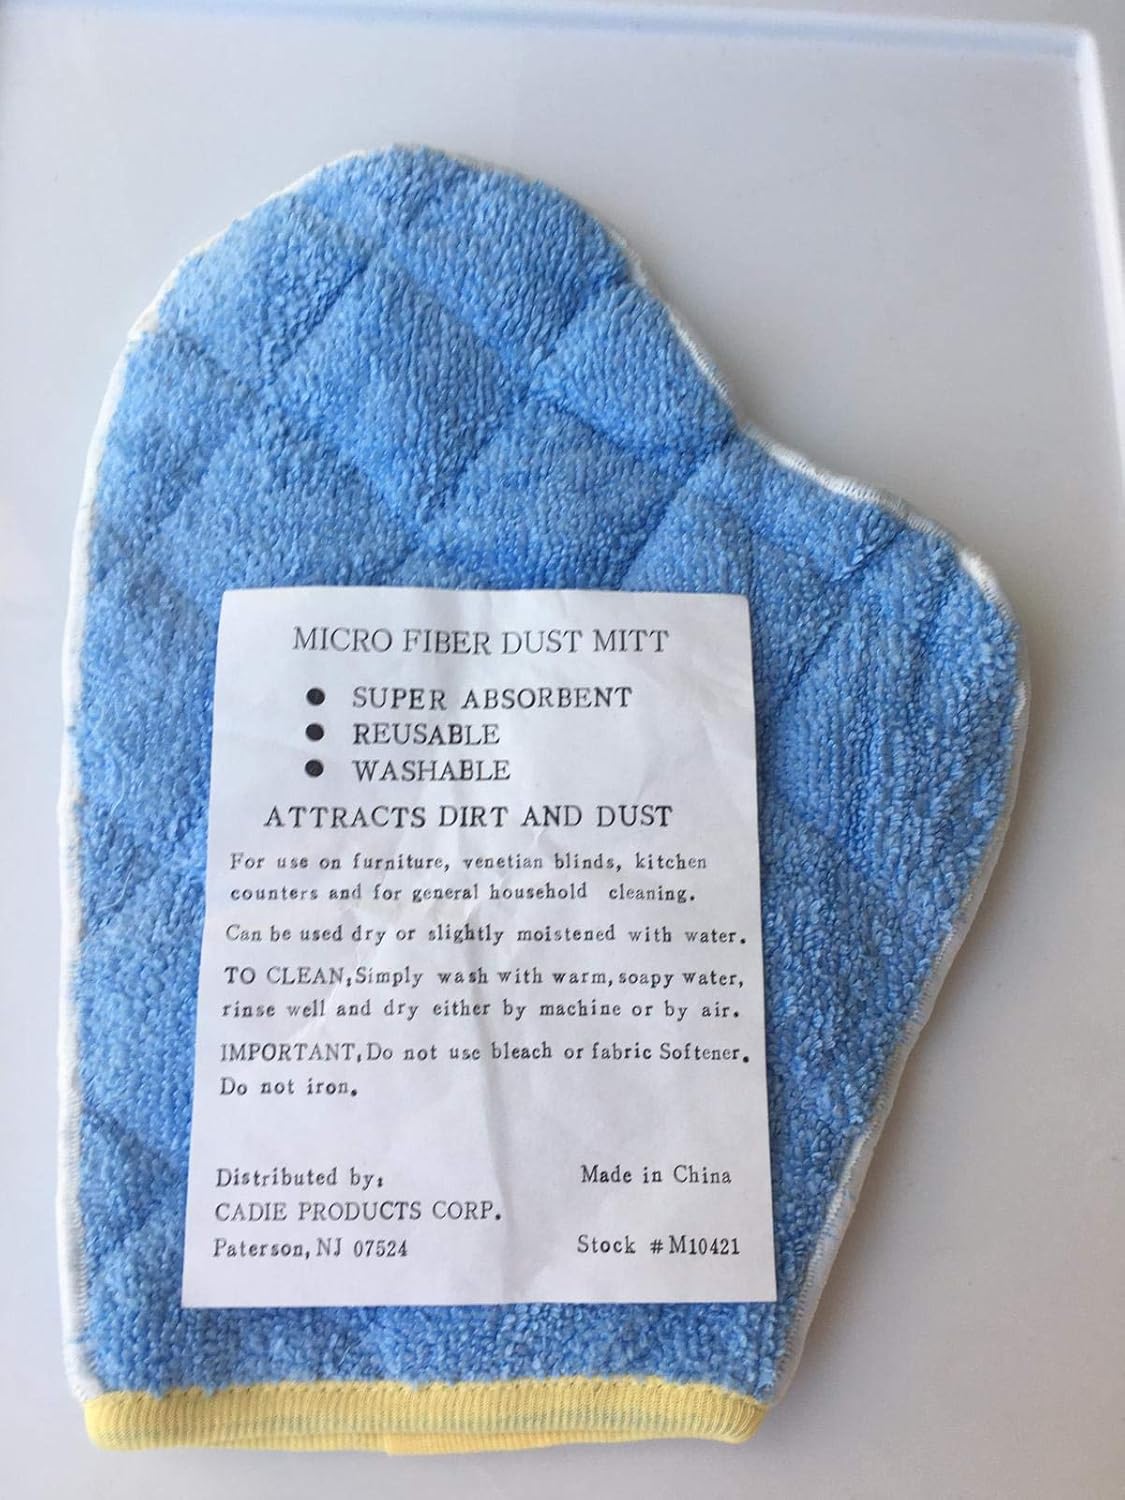 MICRO FIBER DUST MITT
● SUPER ABSORBENT
● REUSABLE
● WASHABLE
ATTRACTS DIRT AND DUST
For use on furniture, venetian blinds, kitchen
counters and for general household cleaning.
Can be used dry or slightly moistened with water.
TO CLEAN,Simply wash with warm, soapy water,
rinse well and dry either by machine or by air.
IMPORTANT,Do not use bleach or fabric Softener.
Do not iron.
Distributed by:
Made in China
CADIE PRODUCTS CORP.
Paterson, NJ 07524
Stock #M10421